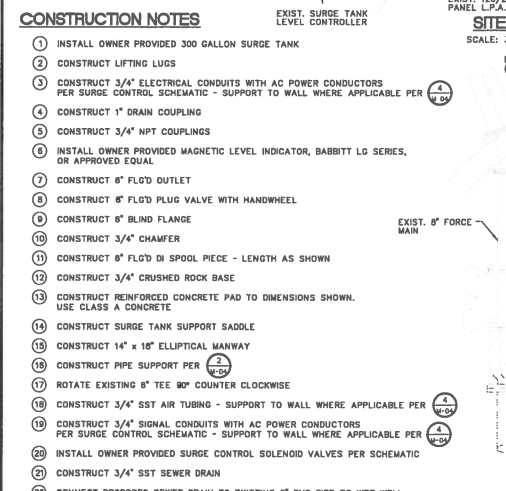 EXIST. SURGE TANK
LEVEL CONTROLLER
PANEL L.P.A.
CONSTRUCTION NOTES
SITE
SCALE:
1 INSTALL OWNER PROVIDED 300 GALLON SURGE TANK
2 CONSTRUCT LIFTING LUGS
3 CONSTRUCT 3/4" ELECTRICAL CONDUITS WITH AC POWER CONDUCTORS
PER SURGE CONTROL SCHEMATIC - SUPPORT TO WALL WHERE APPLICABLE PER 4 M-04
4 CONSTRUCT 1" DRAIN COUPLING
5 CONSTRUCT 3/4" NPT COUPLINGS
6 INSTALL OWNER PROVIDED MAGNETIC LEVEL INDICATOR, BABBITT LG SERIES,
OR APPROVED EQUAL
7 CONSTRUCT 6" FLG'D OUTLET
8 CONSTRUCT 6" FLG'D PLUG VALVE WITH HANDWHEEL
9 CONSTRUCT 6" BLIND FLANGE
EXIST. 8" FORCE
MAIN
10 CONSTRUCT 3/4" CHAMFER
11 CONSTRUCT 6" FLG'D DI SPOOL PIECE - LENGTH AS SHOWN
12 CONSTRUCT 3/4" CRUSHED ROCK BASE
13 CONSTRUCT REINFORCED CONCRETE PAD TO DIMENSIONS SHOWN.
USE CLASS A CONCRETE
14 CONSTRUCT SURGE TANK SUPPORT SADDLE
15 CONSTRUCT 14" x 18" ELLIPTICAL MANWAY
16 CONSTRUCT PIPE SUPPORT PER 2 M-04
17 ROTATE EXISTING 8" TEE 90° COUNTER CLOCKWISE
18 CONSTRUCT 3/4" SST AIR TUBING - SUPPORT TO WALL WHERE APPLICABLE PER 4 M-04
19 CONSTRUCT 3/4" SIGNAL CONDUITS WITH AC POWER CONDUCTORS
PER SURGE CONTROL SCHEMATIC - SUPPORT TO WALL WHERE APPLICABLE PER 4 M-04
20 INSTALL OWNER PROVIDED SURGE CONTROL SOLENOID VALVES PER SCHEMATIC
21 CONSTRUCT 3/4" SST SEWER DRAIN